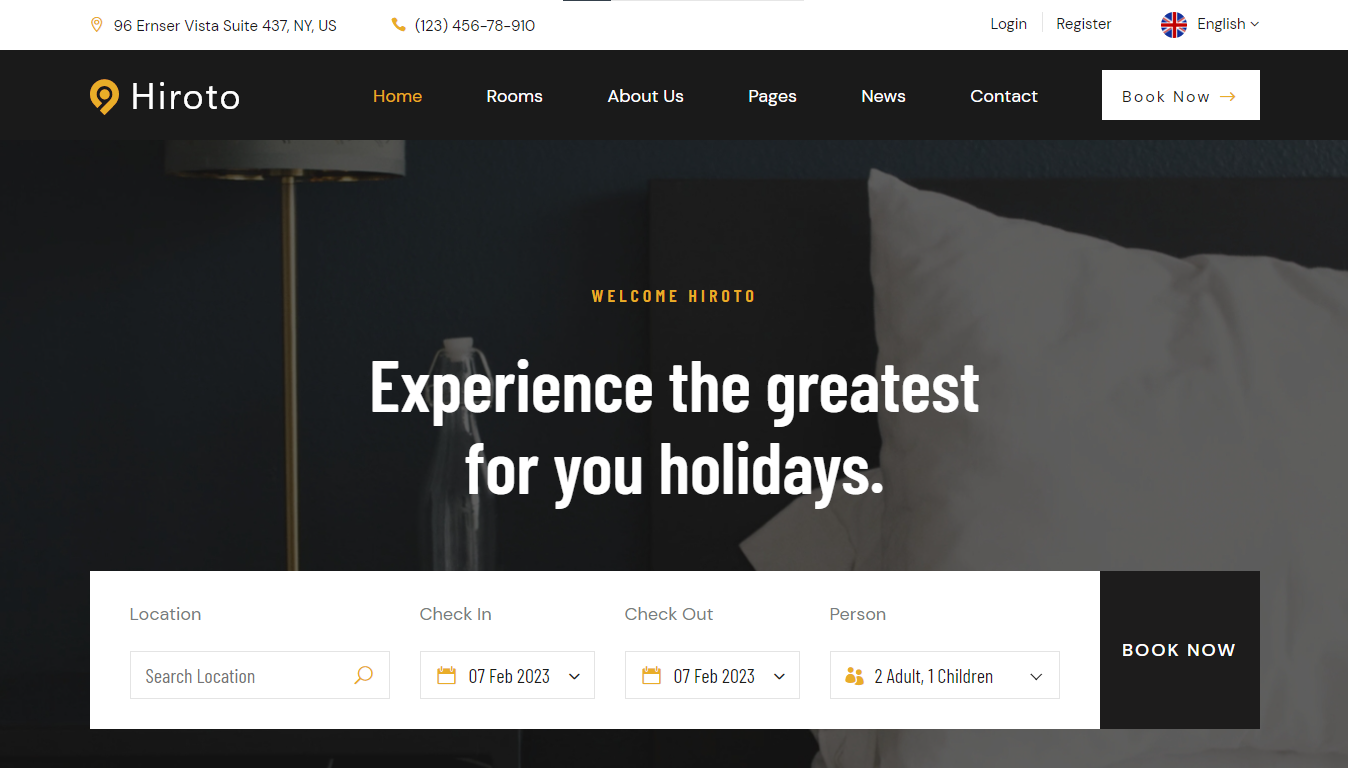 96 Ernser Vista Suite 437, NY, US
(123) 456-78-910
Login
Register
English
Hiroto
Home
Rooms
About Us
Pages
News
Contact
Book Now
WELCOME HIROTO
Experience the greatest
for you holidays.
Location
Check In
Check Out
Person
Search Location
07 Feb 2023
07 Feb 2023
2 Adult, 1 Children
BOOK NOW